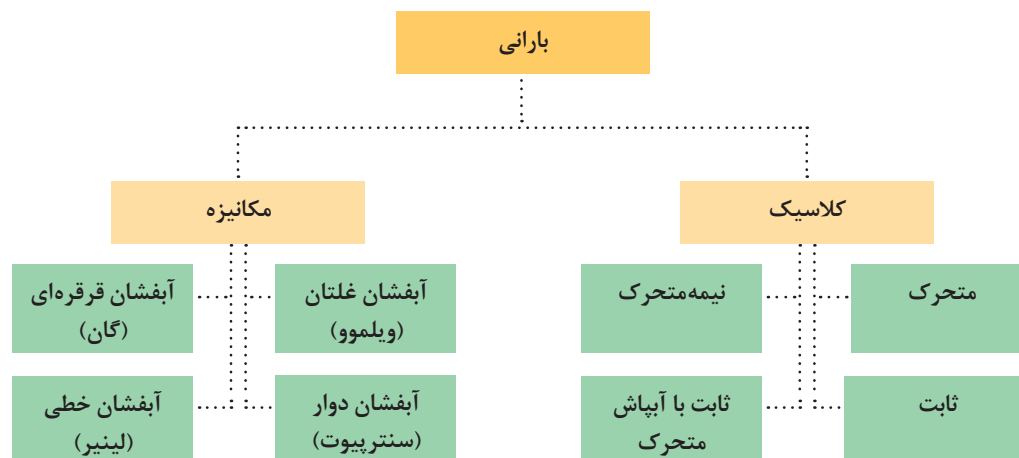 بارانی
کلاسیک
مکانیزه
متحرک
نیمه‌متحرک
آبفشان غلتان
(ویلموو)
آبفشان قرقره‌ای
(گان)
ثابت
ثابت با آبپاش
متحرک
آبفشان دوار
(سنترپیوت)
آبفشان خطی
(لینیر)